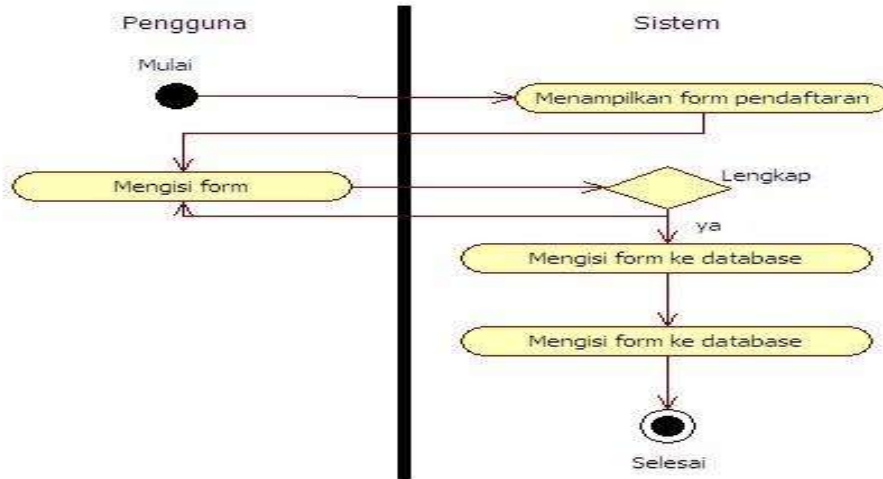 Pengguna
Sistem
Mulai
Menampilkan form pendaftaran
Mengisi form
Lengkap
ya
Mengisi form ke database
Mengisi form ke database
Selesai